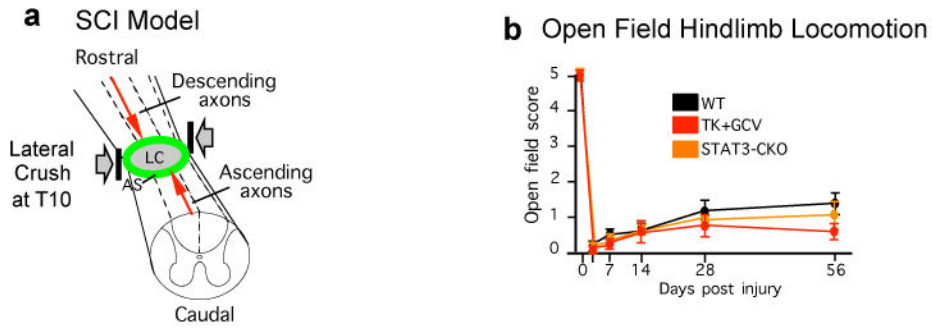 a SCI Model
Rostral
Descending
axons
Lateral
Crush
at T10
LC
AS
Ascending
axons
Caudal
b Open Field Hindlimb Locomotion
Open field score
5
4
3
2
1
0
WT
TK+GCV
STAT3-CKO
0 7 14 28 56
Days post injury